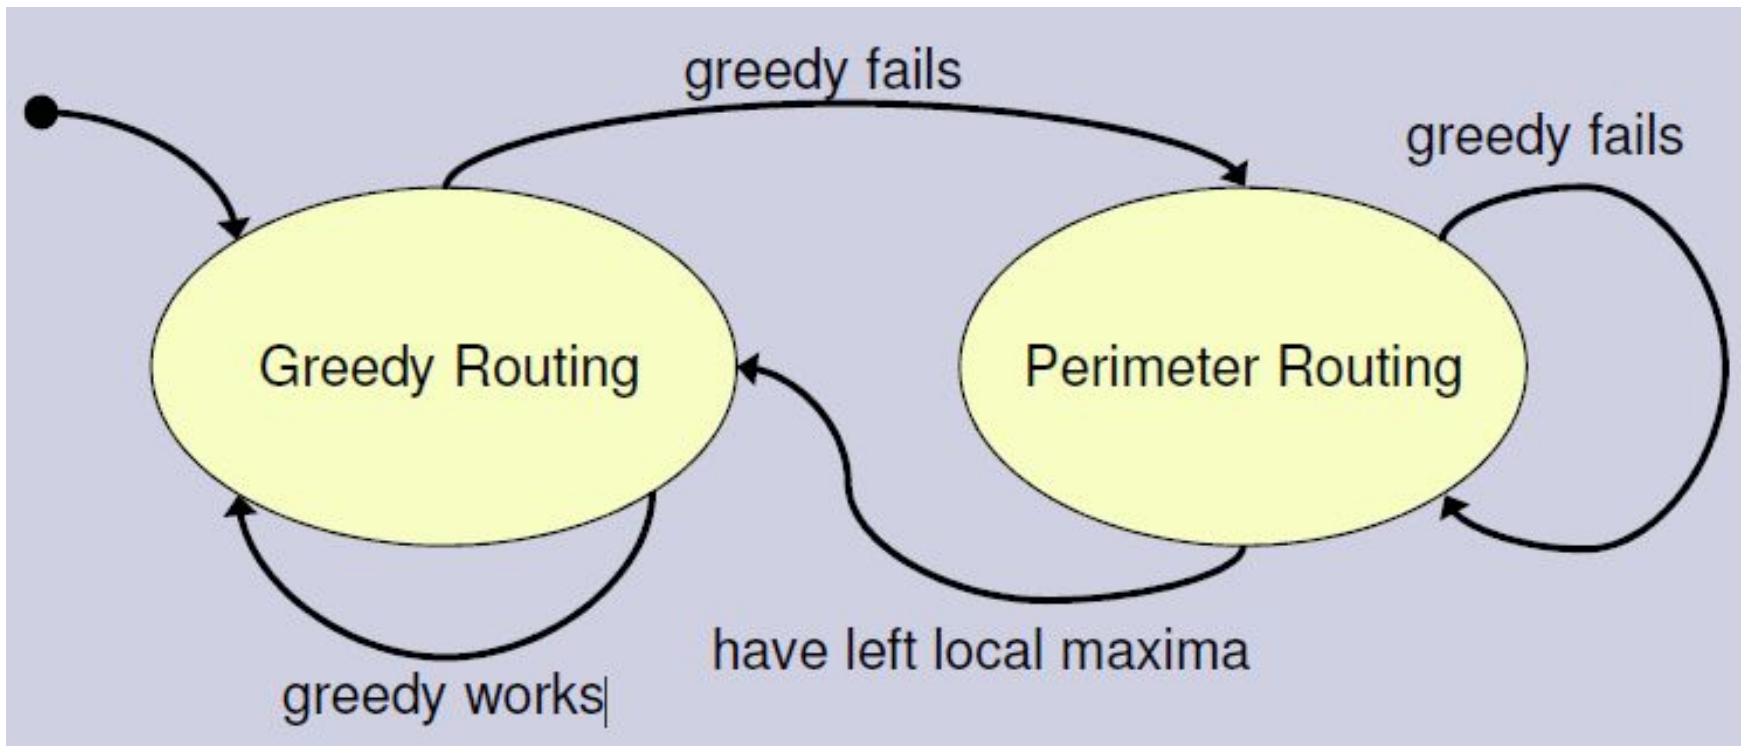 greedy fails
greedy fails
Greedy Routing
Perimeter Routing
have left local maxima
greedy works